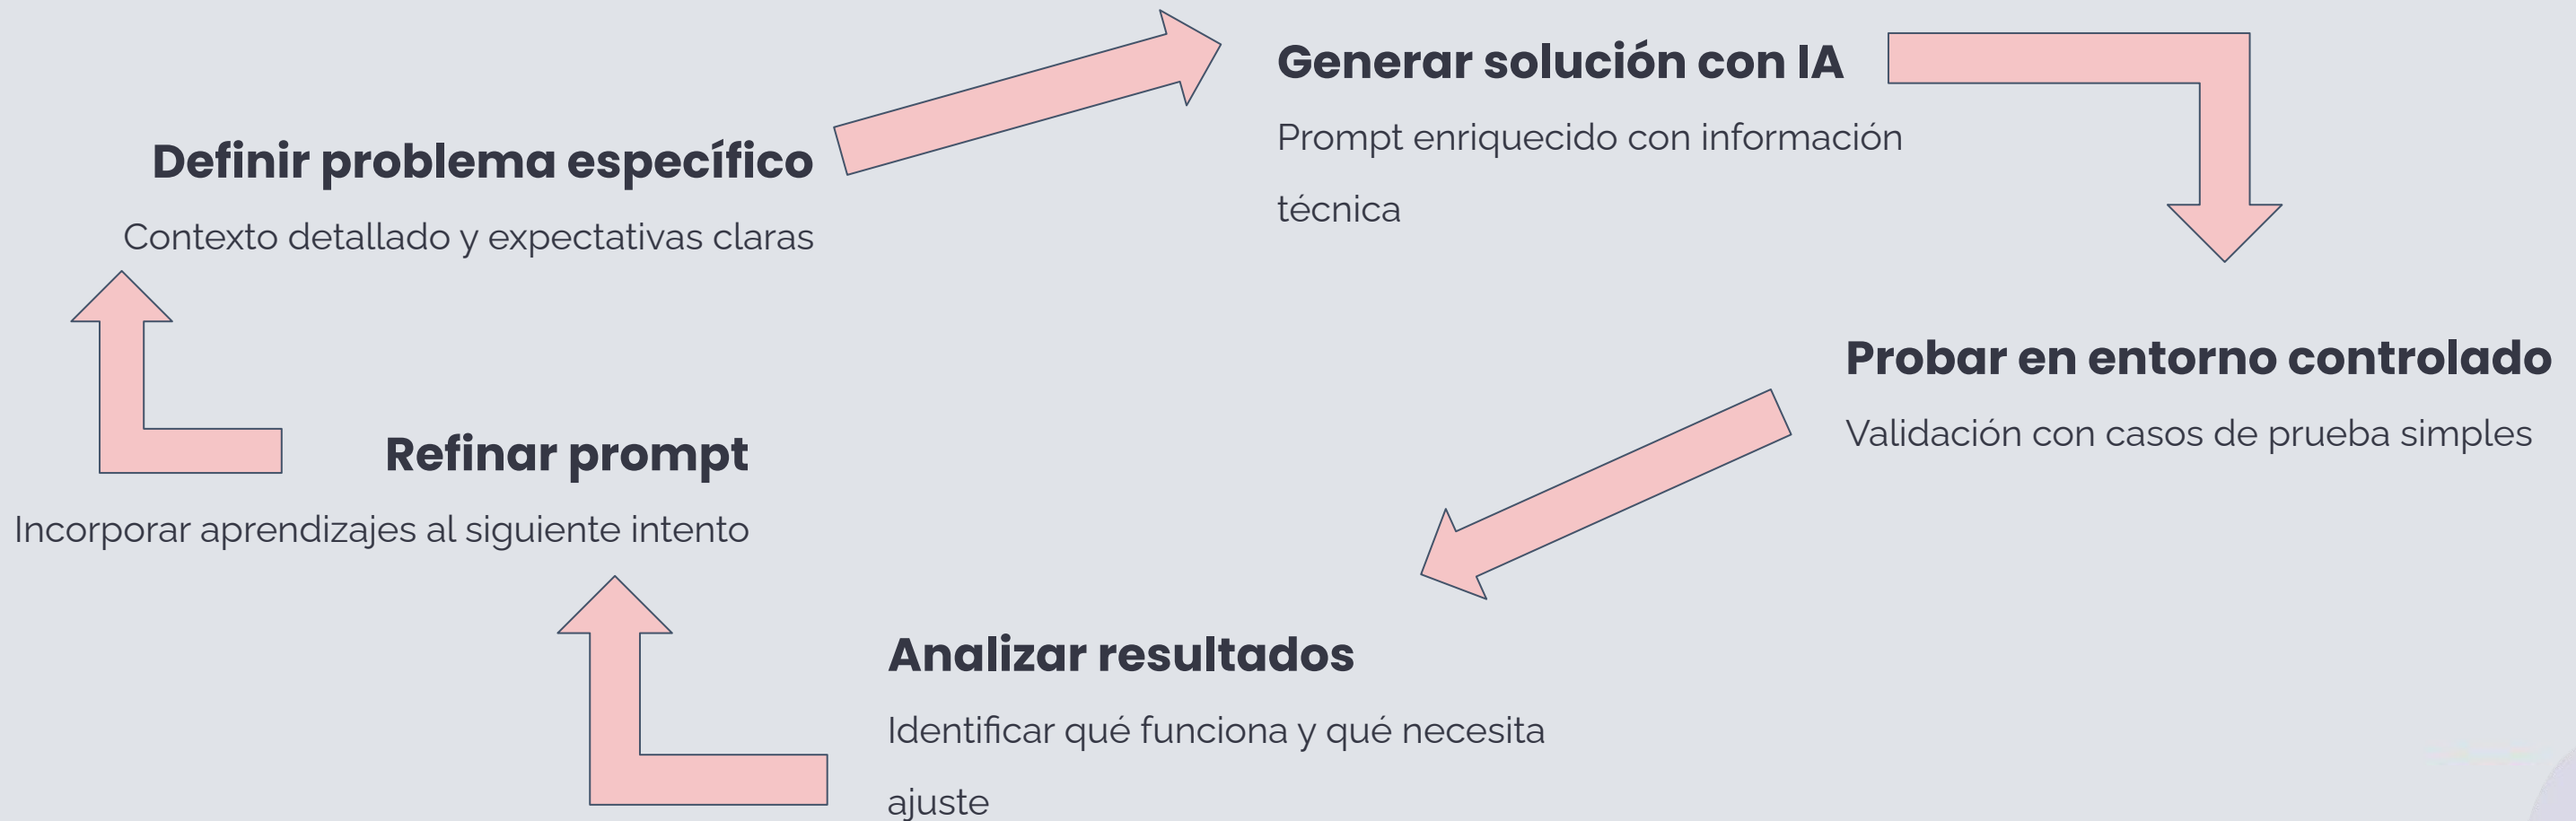 Definir problema específico
Contexto detallado y expectativas claras
Generar solución con IA
Prompt enriquecido con información
técnica
Probar en entorno controlado
Validación con casos de prueba simples
Analizar resultados
Identificar qué funciona y qué necesita
ajuste
Refinar prompt
Incorporar aprendizajes al siguiente intento